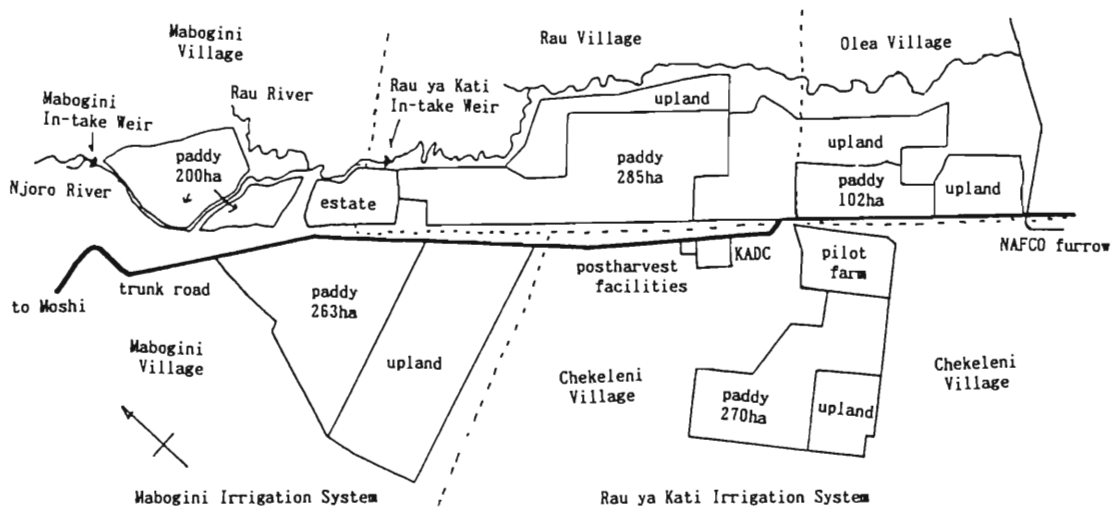 Mabogini
Village
Rau Village
Olea Village
Rau River
Rau ya Kati
In-take Weir
Mabogini
In-take Weir
upland
paddy
200ha
paddy
285ha
upland
Njoro River
estate
paddy
102ha
upland
NAFCO furrow
KADC
postharvest
facilities
pilot
farm
trunk road
to Moshi
paddy
263ha
Mabogini
Village
upland
Chekeleni
Village
paddy
270ha
upland
Chekeleni
Village
Mabogini Irrigation System
Rau ya Kati Irrigation System